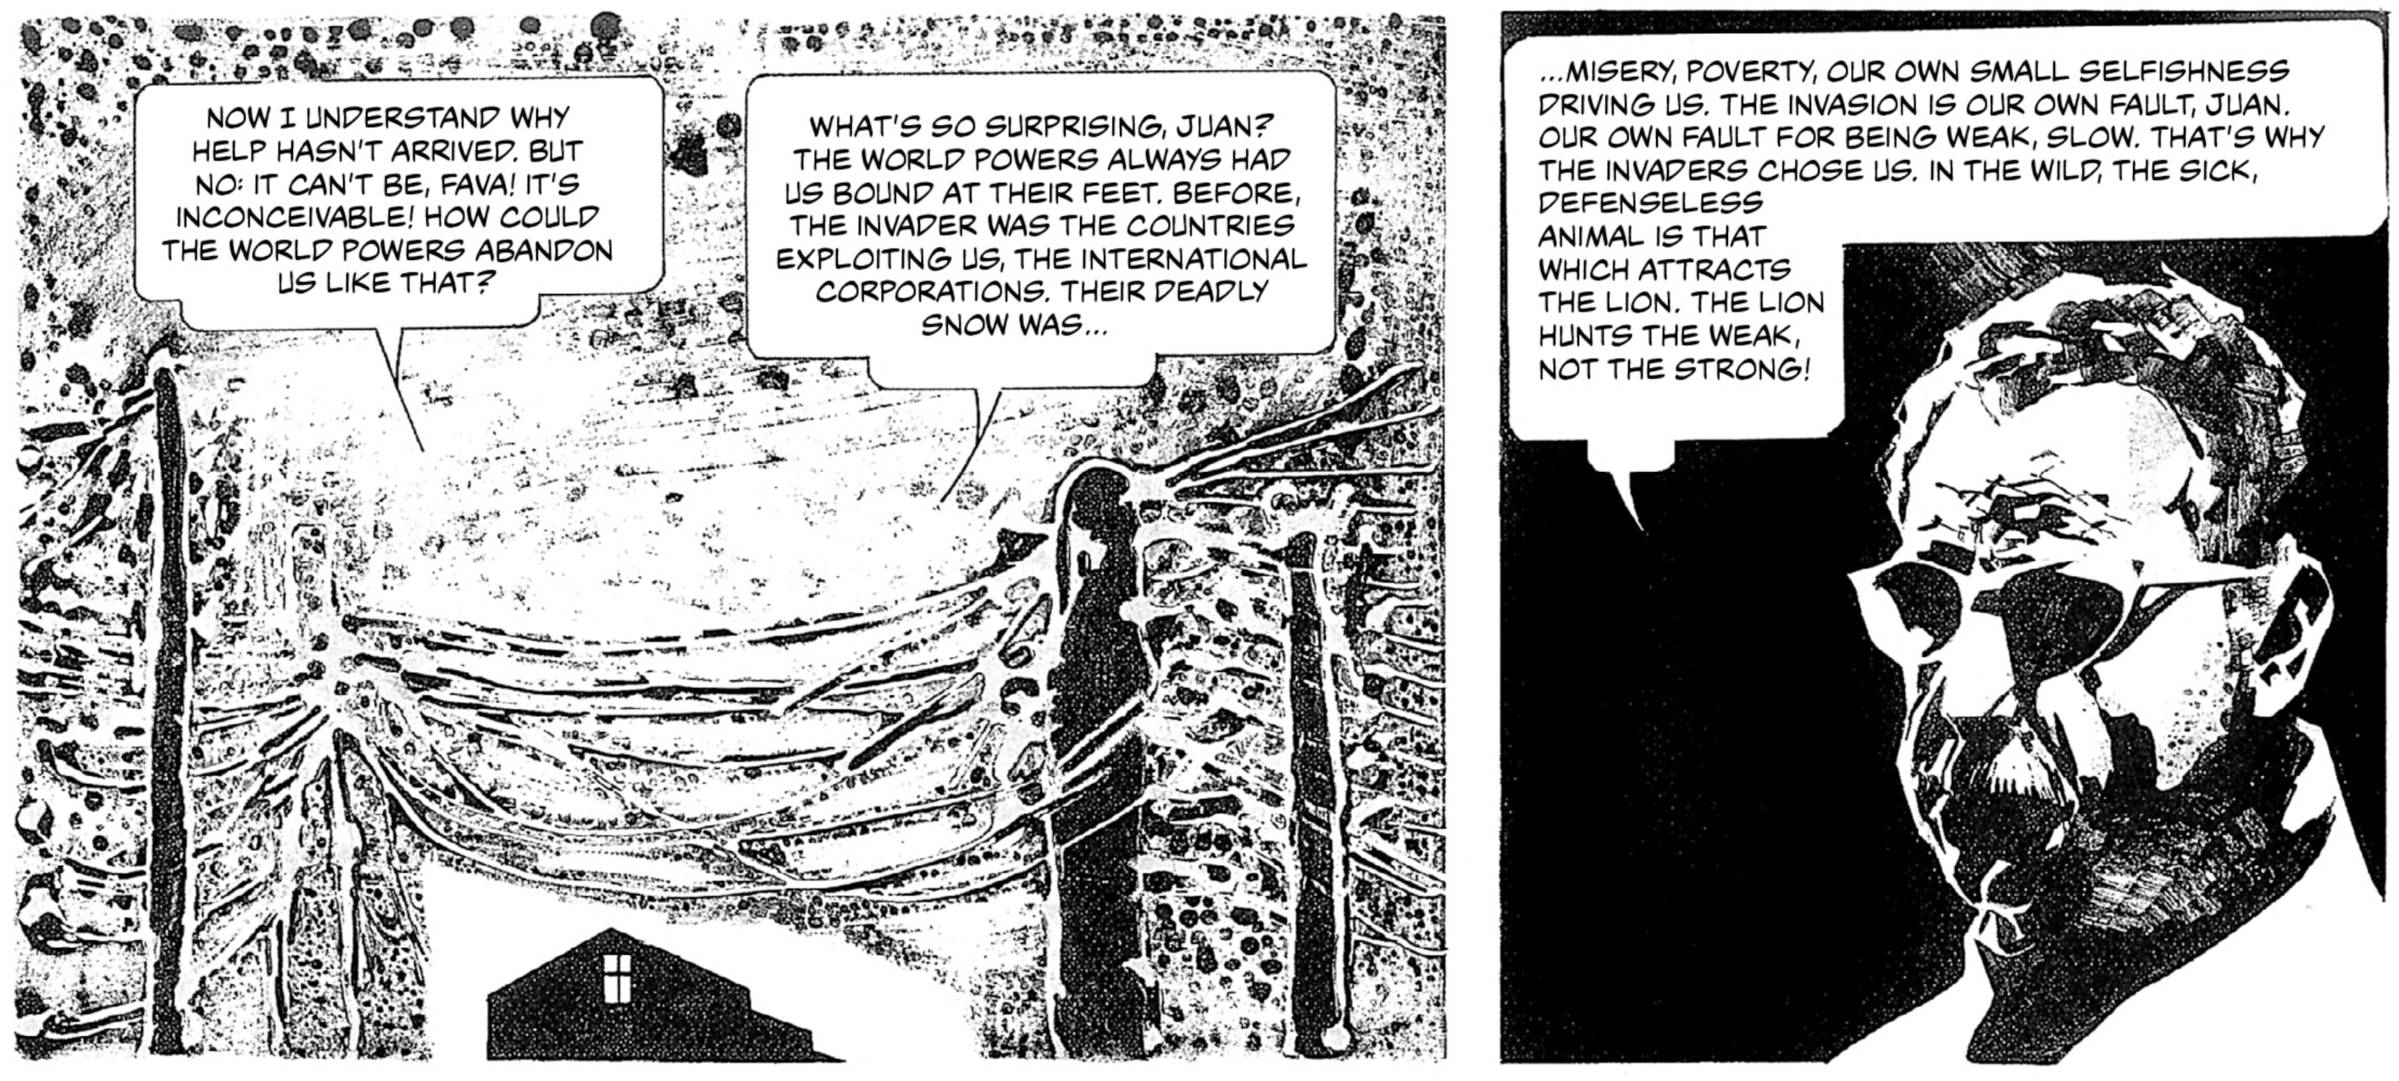 NOW I UNDERSTAND WHY
HELP HASN'T ARRIVED. BUT
NO: IT CAN'T BE, FAVA! IT'S
INCONCEIVABLE! HOW COULD
THE WORLD POWERS ABANDON
US LIKE THAT?
WHAT'S SO SURPRISING, JUAN?
THE WORLD POWERS ALWAYS HAD
US BOUND AT THEIR FEET. BEFORE,
THE INVADER WAS THE COUNTRIES
EXPLOITING US, THE INTERNATIONAL
CORPORATIONS. THEIR DEADLY
SNOW WAS...
...MISERY, POVERTY, OUR OWN SMALL SELFISHNESS
DRIVING US. THE INVASION IS OUR OWN FAULT, JUAN.
OUR OWN FAULT FOR BEING WEAK, SLOW. THAT'S WHY
THE INVADERS CHOSE US. IN THE WILD, THE SICK,
DEFENSELESS
ANIMAL IS THAT
WHICH ATTRACTS
THE LION. THE LION
HUNTS THE WEAK,
NOT THE STRONG!